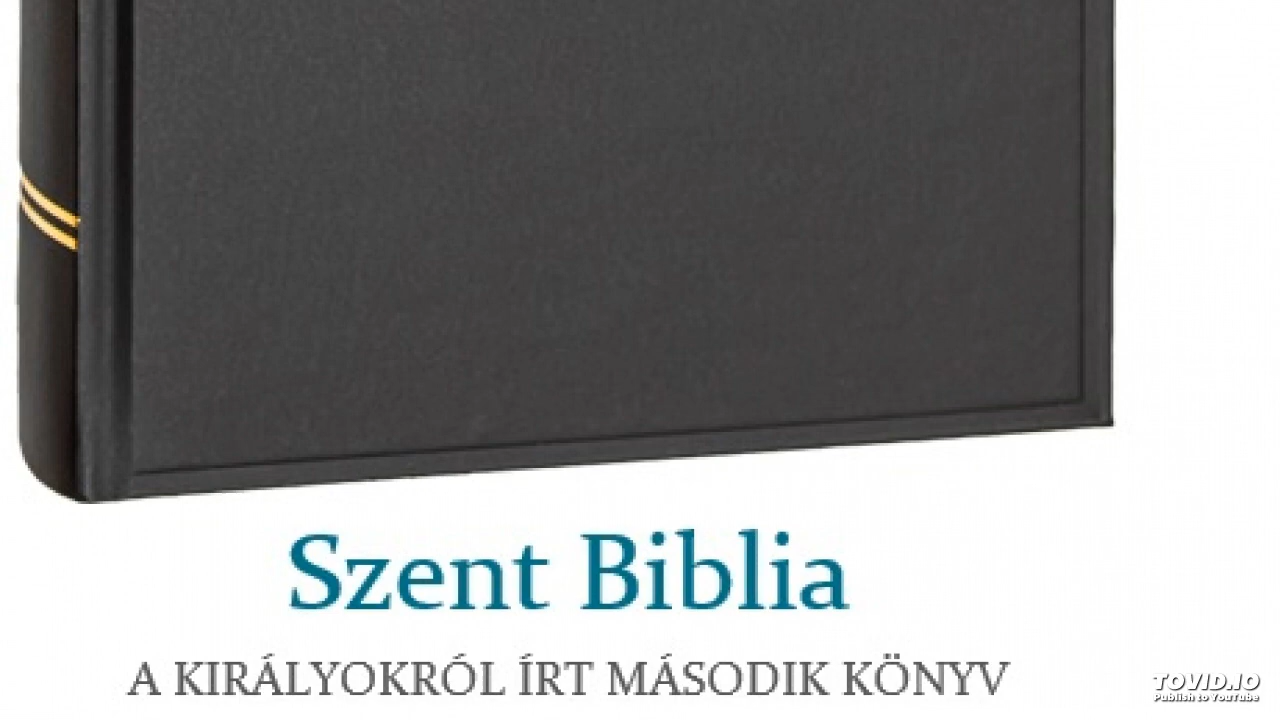 Szent Biblia
A KIRÁLYOKRÓL ÍRT MÁSODIK KÖNYV
TOVID.IO
Publish to YouTube